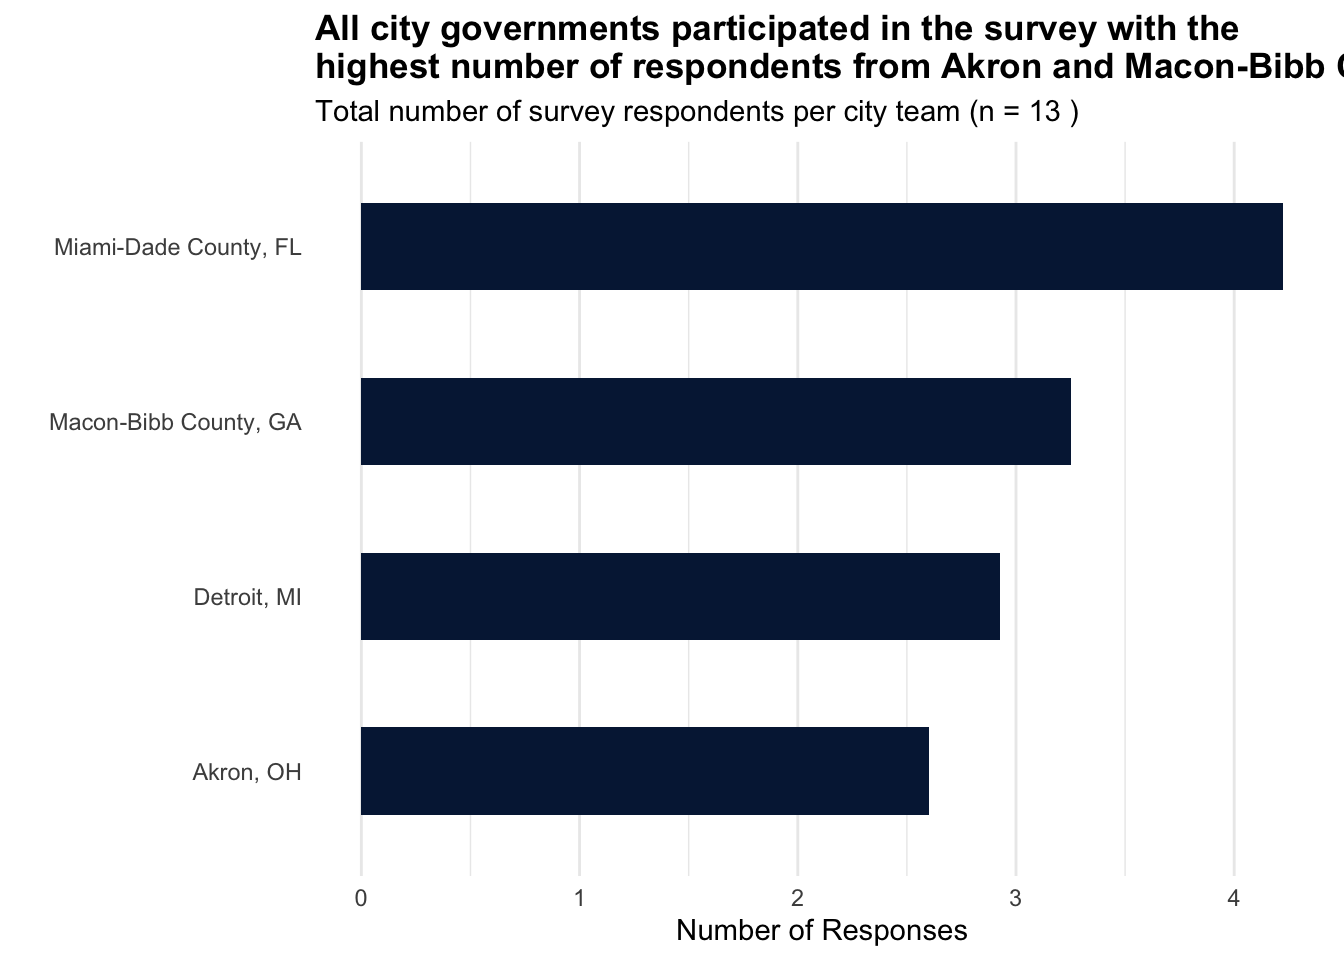 All city governments participated in the survey with the
highest number of respondents from Akron and Macon-Bibb
Total number of survey respondents per city team (n = 13 )
Miami-Dade County, FL
Macon-Bibb County, GA
Detroit, MI
Akron, OH
0 1 2 3 4
Number of Responses